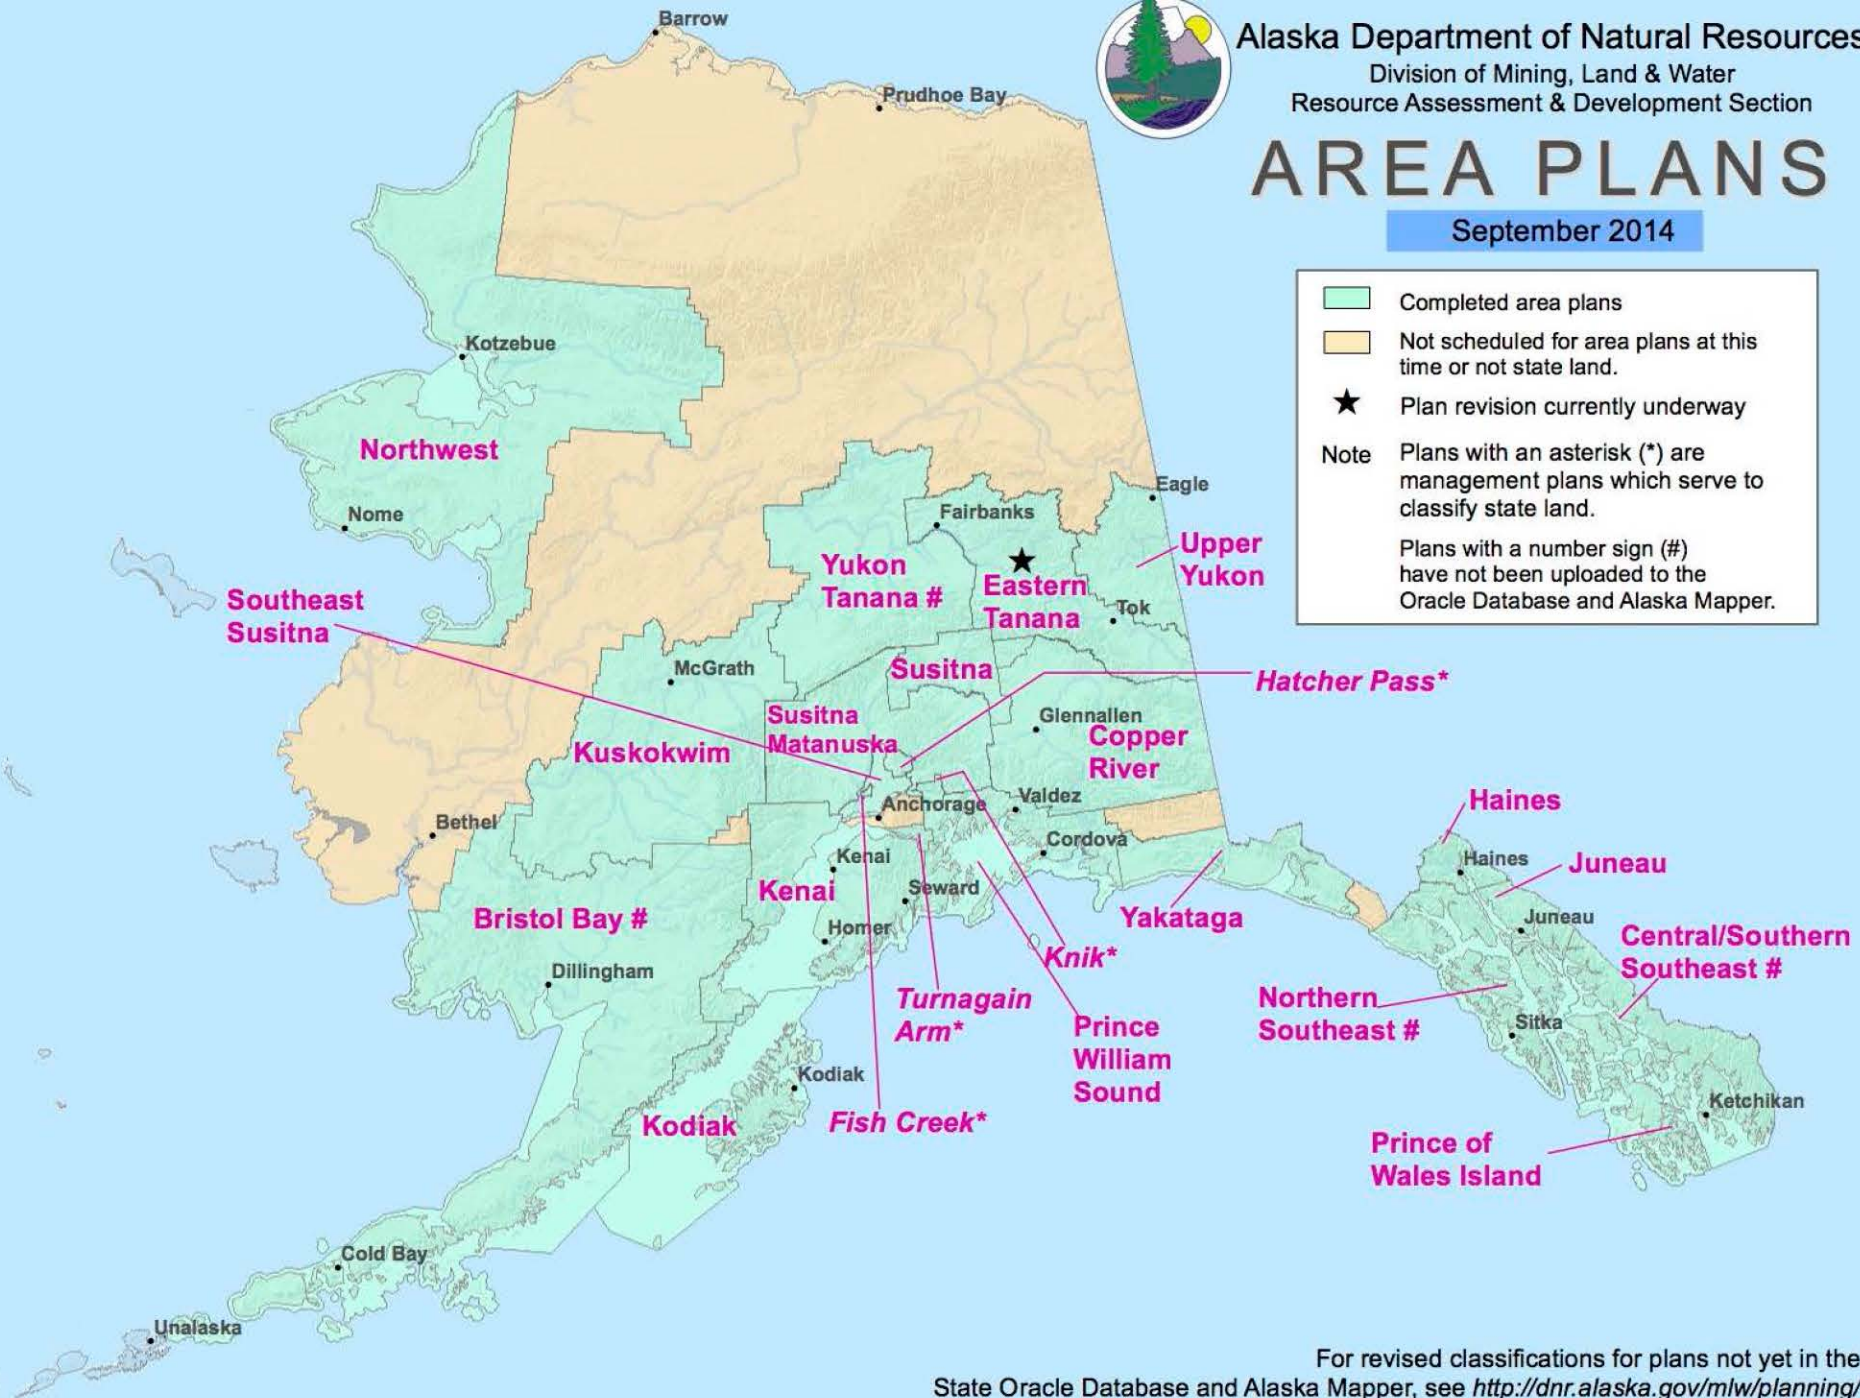 Alaska Department of Natural Resources
Division of Mining, Land & Water
Resource Assessment & Development Section
AREA PLANS
September 2014
Completed area plans
Not scheduled for area plans at this
time or not state land.
Plan revision currently underway
Note
Plans with an asterisk (*) are
management plans which serve to
classify state land.
Plans with a number sign (#)
have not been uploaded to the
Oracle Database and Alaska Mapper.
Barrow
Prudhoe Bay
Kotzebue
Northwest
Nome
Eagle
Fairbanks
Upper
Yukon
Yukon
Tanana #
Eastern
Tanana
Tok
Southeast
Susitna
McGrath
Susitna
Hatcher Pass*
Susitna
Matanuska
Glennallen
Copper
River
Kuskokwim
Anchorage
Valdez
Bethel
Cordova
Haines
Haines
Juneau
Kenai
Kenai
Seward
Yakataga
Bristol Bay #
Homer
Juneau
Central/Southern
Southeast #
Knik*
Dillingham
Turnagain
Arm*
Northern
Southeast #
Sitka
Prince
William
Sound
Kodiak
Kodiak
Fish Creek*
Ketchikan
Prince of
Wales Island
Cold Bay
Unalaska
For revised classifications for plans not yet in the
State Oracle Database and Alaska Mapper, see http://dnr.alaska.gov/mlw/planning/